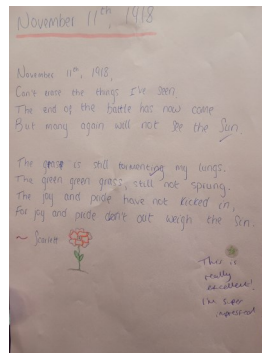 November 11th, 1918
November 11th, 1918,
Can't erase the things I've seen.
The end of the battle has now come
But many again will not see the Sun.
The is still tormenting my lungs.
The green green grass, still not sprung.
The joy and pride have not kicked in,
For joy and pride don't out weigh the Sin.
~
This is
really
excellent!
I'm super
impressed